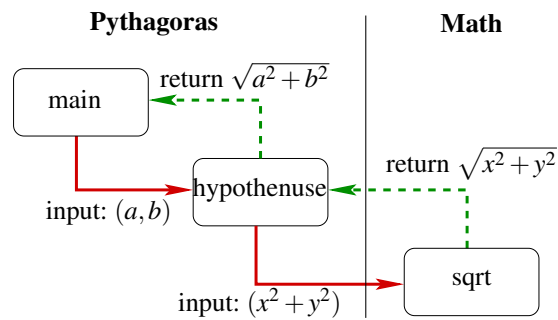 Pythagoras
Math
return √(a² + b²)
main
return √(x² + y²)
hypothenuse
input: (a, b)
sqrt
input: (x² + y²)